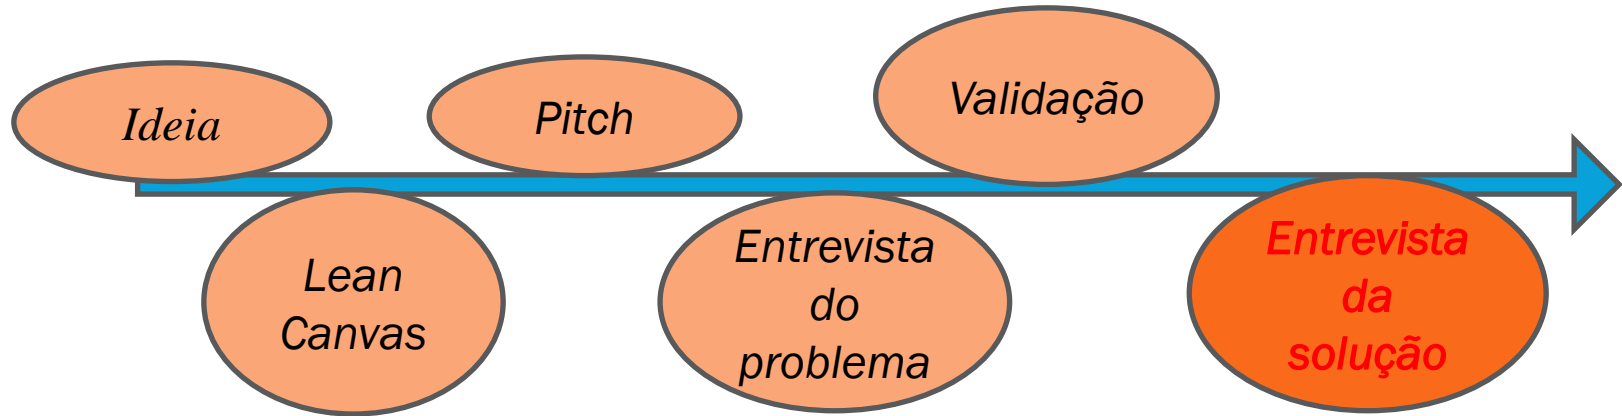 Ideia
Lean
Canvas
Pitch
Entrevista
do
problema
Validação
Entrevista
da
solução